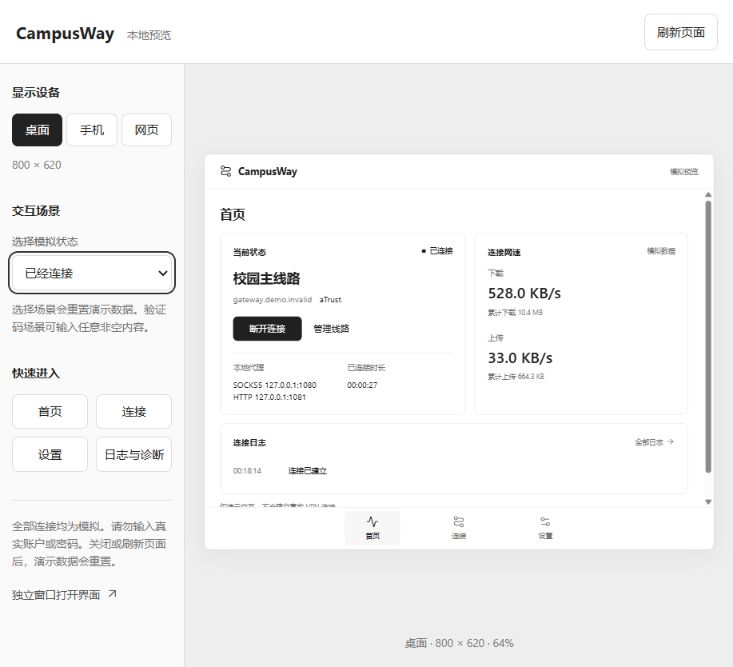 CampusWay 本地预览
刷新页面
显示设备
桌面 手机 网页
800 × 620
交互场景
选择模拟状态
已经连接
选择场景会重置演示数据。验证
码场景可输入任意非空内容。
快速进入
首页 连接
设置 日志与诊断
全部连接均为模拟。请勿输入真
实账户或密码。关闭或刷新页面
后，演示数据会重置。
独立窗口打开界面
CampusWay 模拟预览
首页
当前状态 已连接
校园主线路
gateway.demo.invalid aTrust
断开连接 管理线路
本地代理 已连接时长
SOCKS5 127.0.0.1:1080 00:00:27
HTTP 127.0.0.1:1081
连接网速 模拟数据
下载
528.0 KB/s
累计下载 10.4 MB
上传
33.0 KB/s
累计上传 664.3 KB
连接日志 全部日志
00:18:14 连接已建立
首页 连接 设置
桌面 · 800 × 620 · 64%